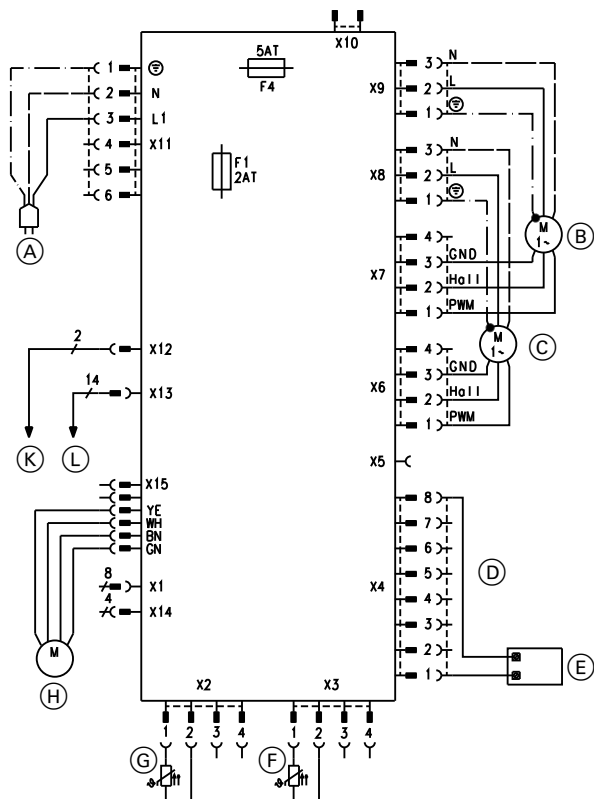 X10
5AT
F4
F1
2AT
1
2 N
3 L1
4 X11
5
6
A
X9
3 N
2 L
1
X8
3 N
2 L
1
X7
4
3 GND
2 Hall
1 PWM
M
1~
B
M
1~
C
X6
4
3 GND
2 Hall
1 PWM
2 X12
14 X13
K
L
X5
X15
YE
WH
BN
GN
8 X1
4 X14
M
H
X4
8
7
6
5
4
3
2
1
D
E
X2
1 2 3 4
X3
1 2 3 4
G
ϑ
F
ϑ